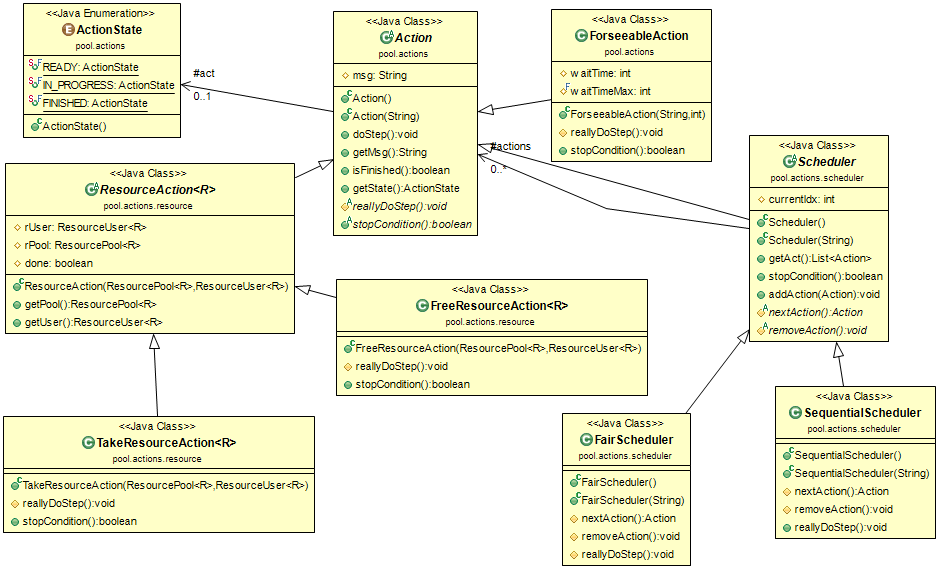 <<Java Enumeration>>
ActionState
pool.actions
READY: ActionState
IN_PROGRESS: ActionState
FINISHED: ActionState
ActionState()
#act
0..1
<<Java Class>>
Action
pool.actions
msg: String
Action()
Action(String)
doStep():void
getMsg():String
isFinished():boolean
getState():ActionState
reallyDoStep():void
stopCondition():boolean
<<Java Class>>
ForseeableAction
pool.actions
waitTime: int
waitTimeMax: int
ForseeableAction(String,int)
reallyDoStep():void
stopCondition():boolean
#actions
0..*
<<Java Class>>
Scheduler
pool.actions.scheduler
currentIdx: int
Scheduler()
Scheduler(String)
getAct():List<Action>
stopCondition():boolean
addAction(Action):void
nextAction():Action
removeAction():void
<<Java Class>>
ResourceAction<R>
pool.actions.resource
rUser: ResourceUser<R>
rPool: ResourcePool<R>
done: boolean
ResourceAction(ResourcePool<R>,ResourceUser<R>)
getPool():ResourcePool<R>
getUser():ResourceUser<R>
<<Java Class>>
FreeResourceAction<R>
pool.actions.resource
FreeResourceAction(ResourcePool<R>,ResourceUser<R>)
reallyDoStep():void
stopCondition():boolean
<<Java Class>>
TakeResourceAction<R>
pool.actions.resource
TakeResourceAction(ResourcePool<R>,ResourceUser<R>)
reallyDoStep():void
stopCondition():boolean
<<Java Class>>
FairScheduler
pool.actions.scheduler
FairScheduler()
FairScheduler(String)
nextAction():Action
removeAction():void
reallyDoStep():void
<<Java Class>>
SequentialScheduler
pool.actions.scheduler
SequentialScheduler()
SequentialScheduler(String)
nextAction():Action
removeAction():void
reallyDoStep():void